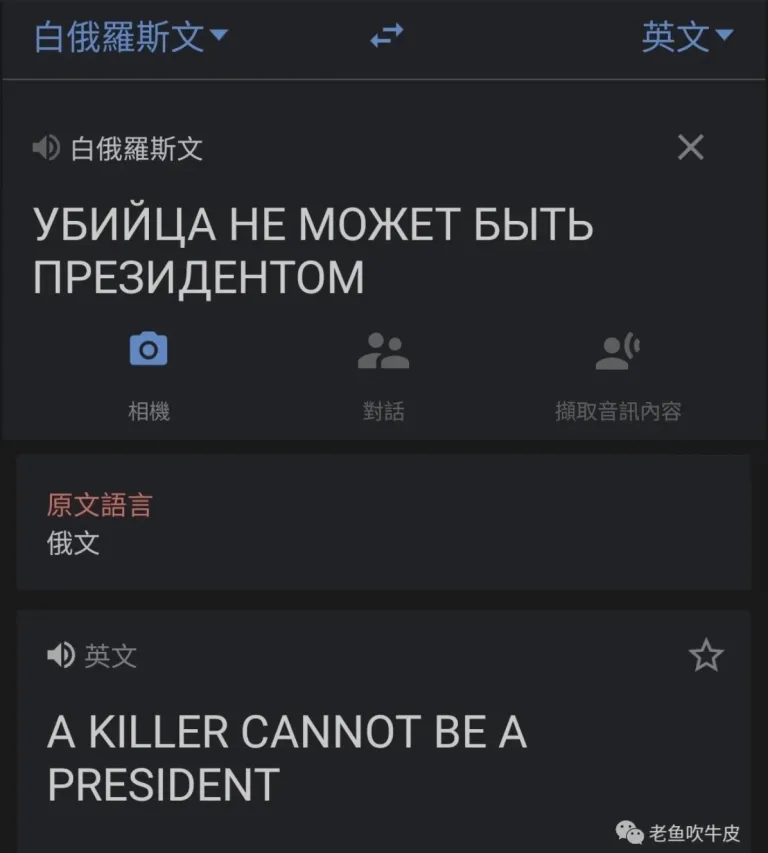 白俄羅斯文 英文
白俄羅斯文
УБИЙЦА НЕ МОЖЕТ БЫТЬ
ПРЕЗИДЕНТОМ
相機 對話 擷取音訊內容
原文語言
俄文
英文
A KILLER CANNOT BE A
PRESIDENT
老鱼吹牛皮